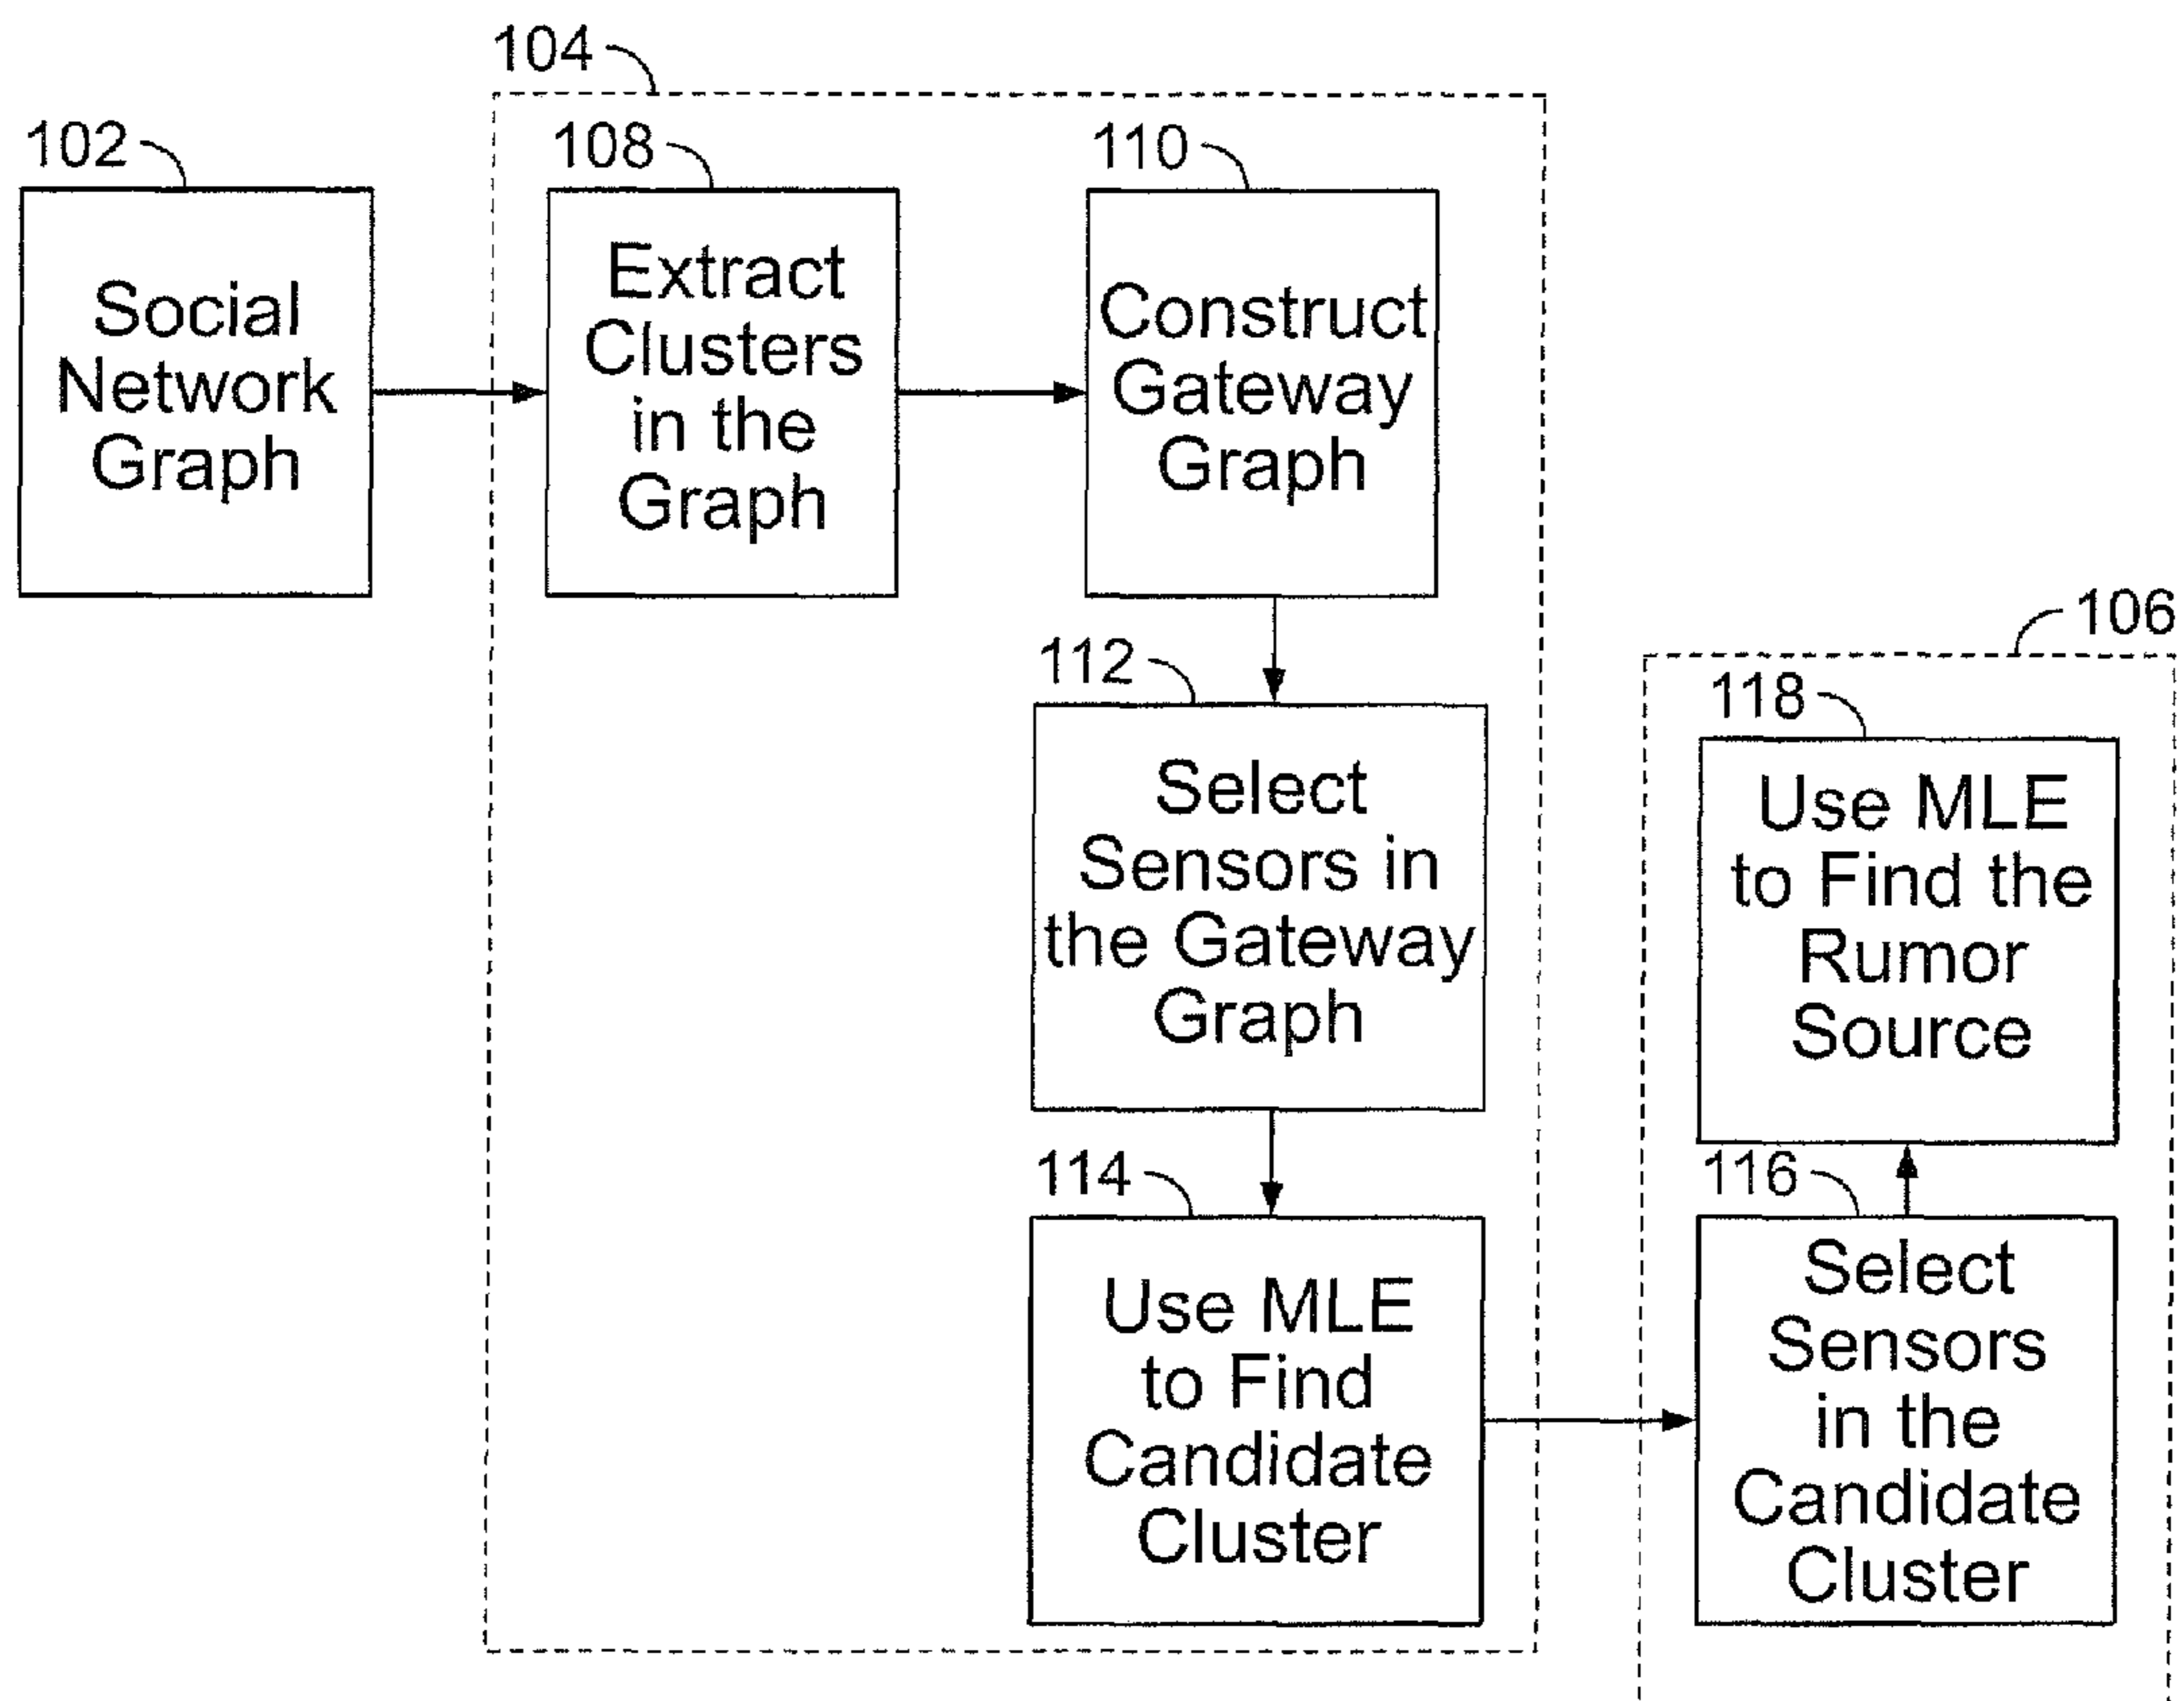 104
102
Social
Network
Graph
108
Extract
Clusters
in the
Graph
110
Construct
Gateway
Graph
112
Select
Sensors in
the Gateway
Graph
114
Use MLE
to Find
Candidate
Cluster
106
118
Use MLE
to Find the
Rumor
Source
116
Select
Sensors
in the
Candidate
Cluster